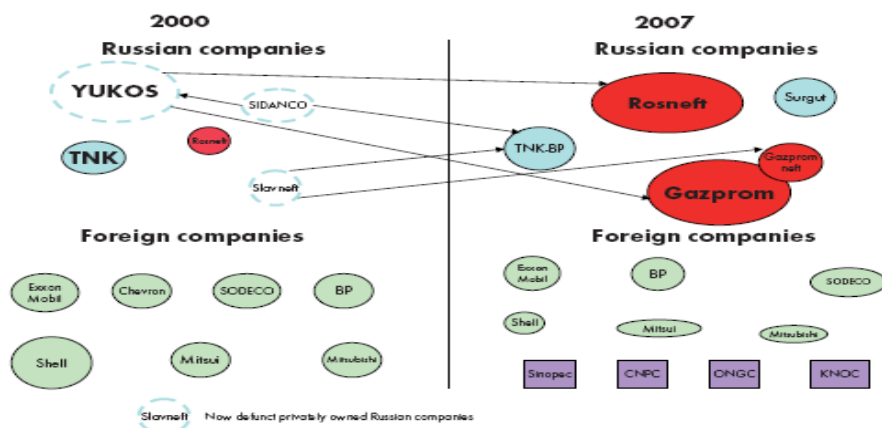 2000
2007
Russian companies
Russian companies
YUKOS
SIDANCO
Rosneft
Surgut
TNK
Rosneft
TNK-BP
Slavneft
Gazprom
neft
Gazprom
Foreign companies
Foreign companies
Exxon
Mobil
Chevron
SODECO
BP
Exxon
Mobil
BP
SODECO
Shell
Mitsui
Mitsubishi
Shell
Mitsui
Mitsubishi
Sinopec
CNPC
ONGC
KNOC
Slavneft
Now defunct privately owned Russian companies